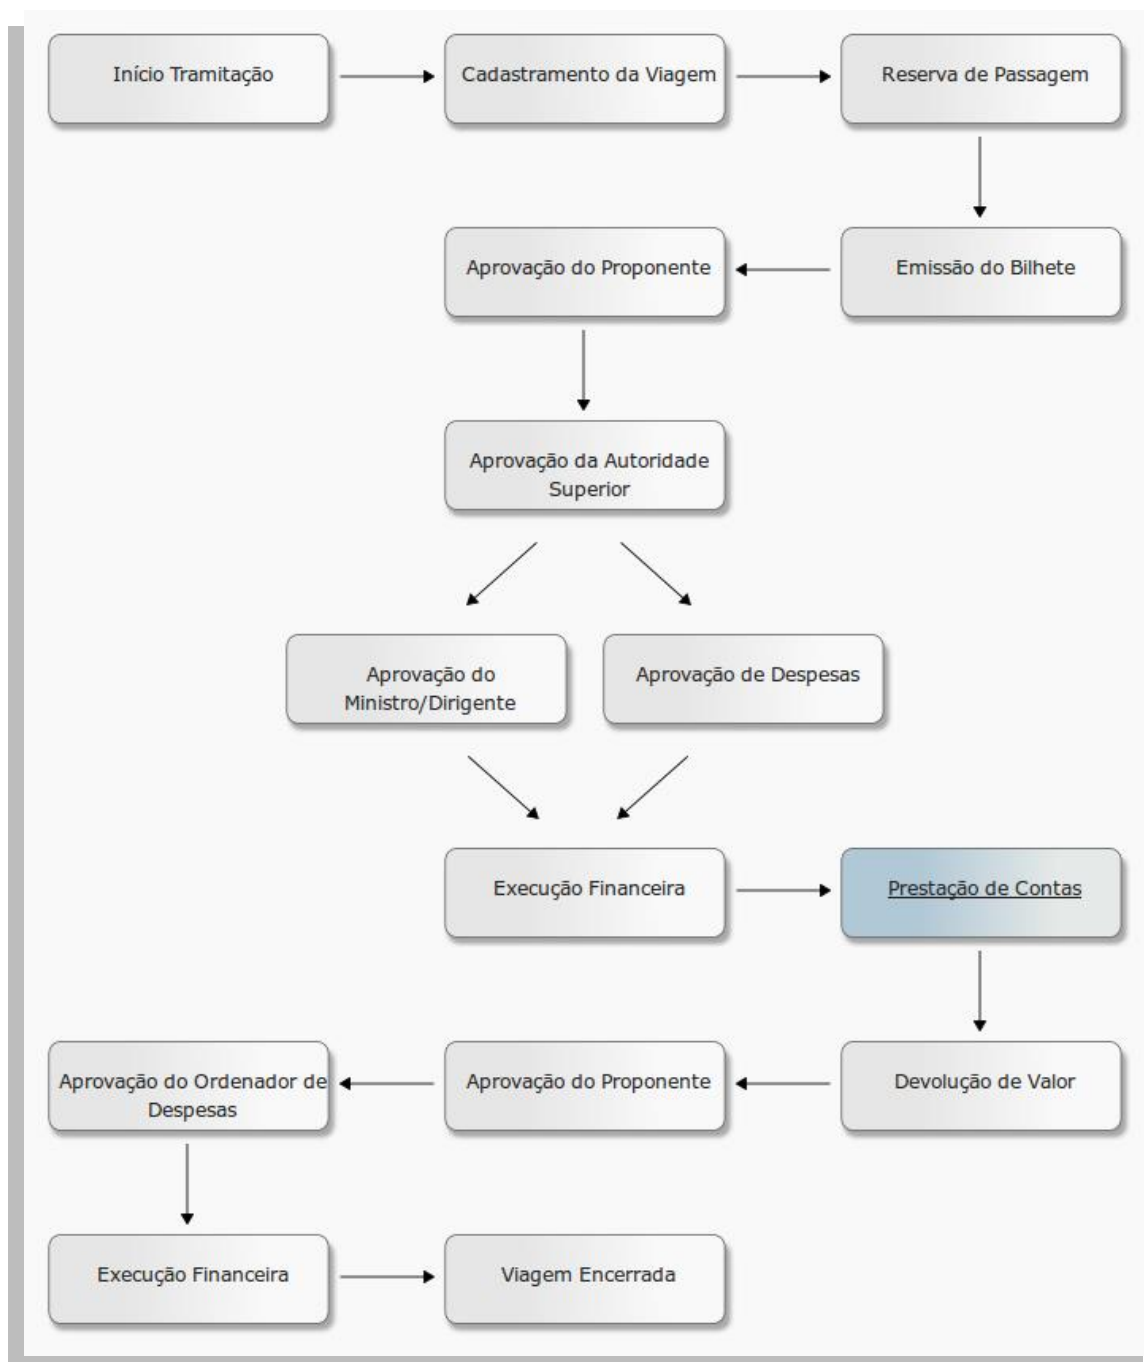 Início Tramitação
Cadastramento da Viagem
Reserva de Passagem
Emissão do Bilhete
Aprovação do Proponente
Aprovação da Autoridade
Superior
Aprovação do
Ministro/Dirigente
Aprovação de Despesas
Execução Financeira
Prestação de Contas
Devolução de Valor
Aprovação do Proponente
Aprovação do Ordenador de
Despesas
Execução Financeira
Viagem Encerrada